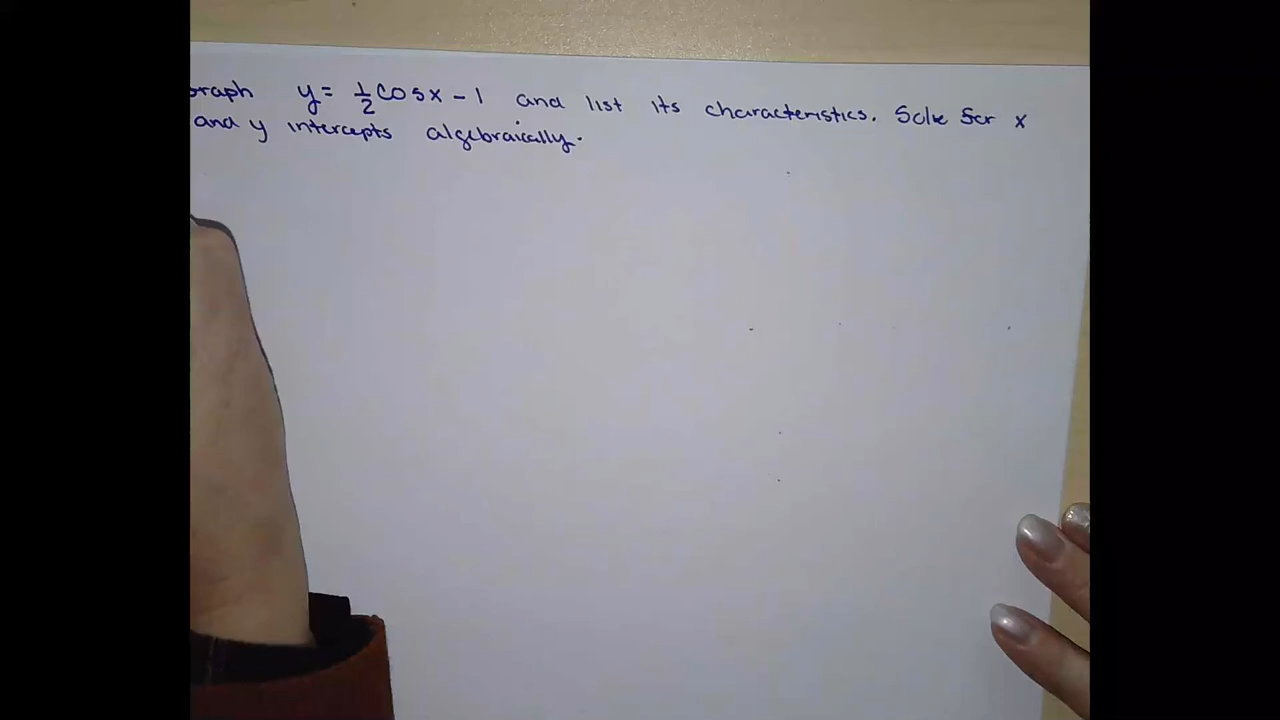 raph y = 1/2 cos x - 1 and list its characteristics. Solve for x
and y intercepts algebraically.